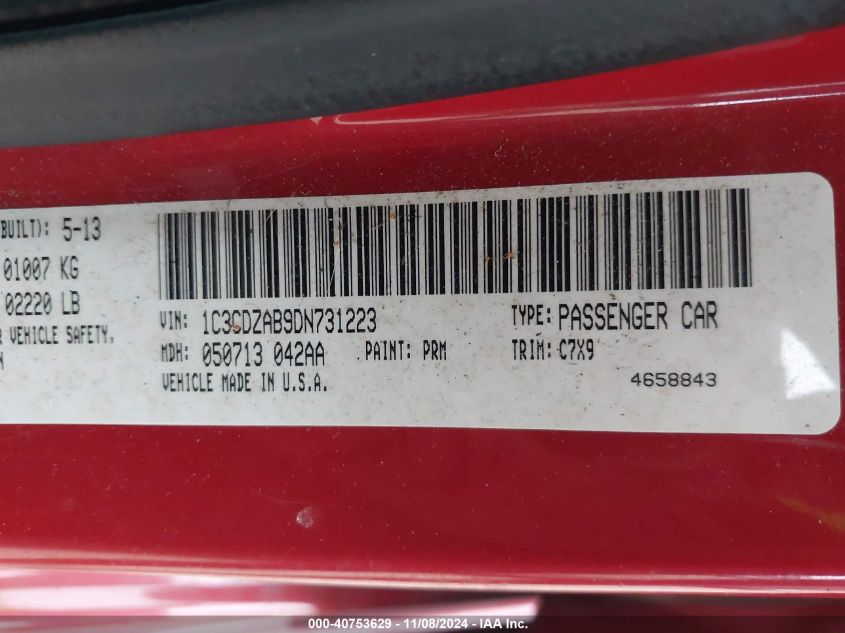 BUILT): 5-13
01007 KG
02220 LB
VEHICLE SAFETY.
VIN: 1C3CDZAB9DN731223 TYPE: PASSENGER CAR
MDH: 050713 042AA PAINT: PRM TRIM: C7X9
VEHICLE MADE IN U.S.A. 4658843
000-40753629 - 11/08/2024 - IAA Inc.